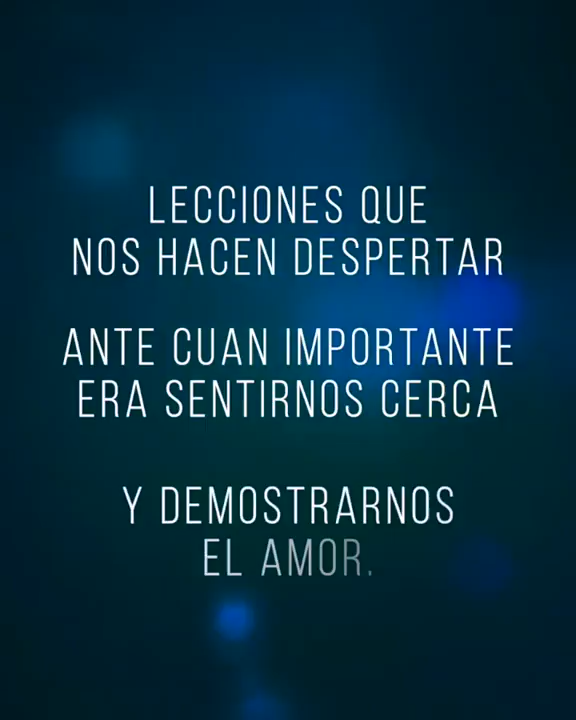 LECCIONES QUE
NOS HACEN DESPERTAR
ANTE CUAN IMPORTANTE
ERA SENTIRNOS CERCA
Y DEMOSTRARNOS
EL AMOR.